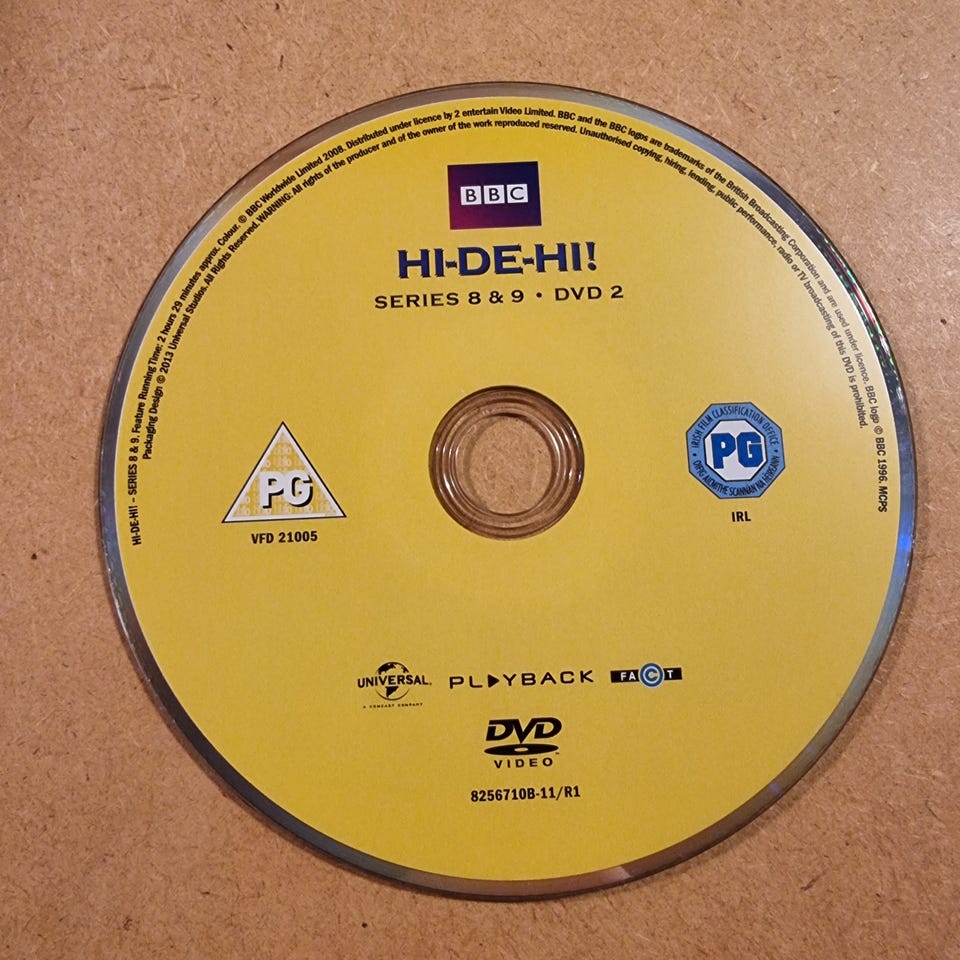 HI-DE-HI! – SERIES 8 & 9. Feature Running Time: 2 hours 29 minutes approx. Colour. © BBC Worldwide Limited 2008. Distributed under licence by 2 entertain Video Limited. BBC and the BBC logos are trademarks of the British Broadcasting Corporation and are used under licence. BBC logo © BBC 1996. MCPS
Packaging Design © 2013 Universal Studios. All Rights Reserved. WARNING: All rights of the producer and of the owner of the work reproduced reserved. Unauthorised copying, hiring, lending, public performance, radio or TV broadcasting of this DVD is prohibited.
BBC
HI-DE-HI!
SERIES 8 & 9 • DVD 2
PG
VFD 21005
IRISH FILM CLASSIFICATION OFFICE
PG
OIFIG AICMITHE SCANNÁN NA hÉIREANN
IRL
UNIVERSAL
A COMCAST COMPANY
PLAYBACK
FACT
DVD
VIDEO
8256710B-11/R1